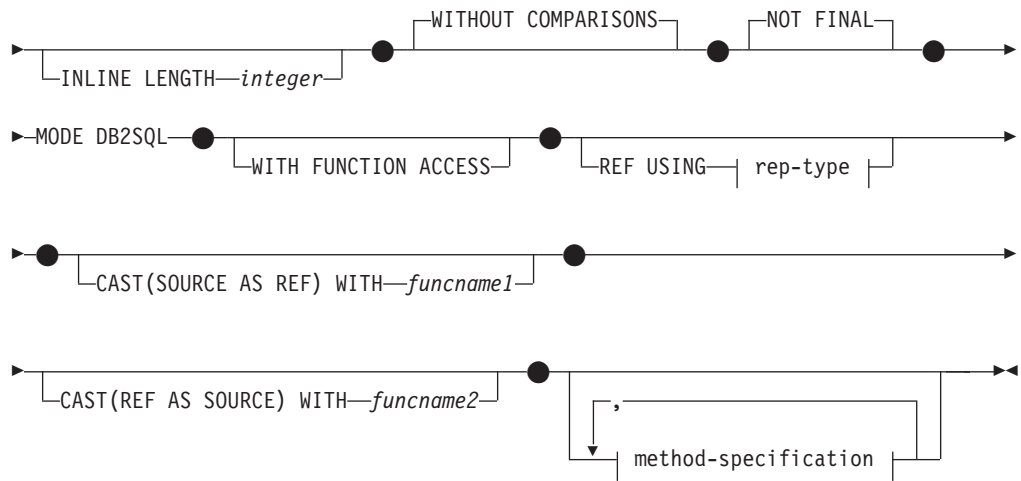 WITHOUT COMPARISONS NOT FINAL
INLINE LENGTH integer
MODE DB2SQL
WITH FUNCTION ACCESS REF USING rep-type
CAST(SOURCE AS REF) WITH funcname1
CAST(REF AS SOURCE) WITH funcname2
,
method-specification